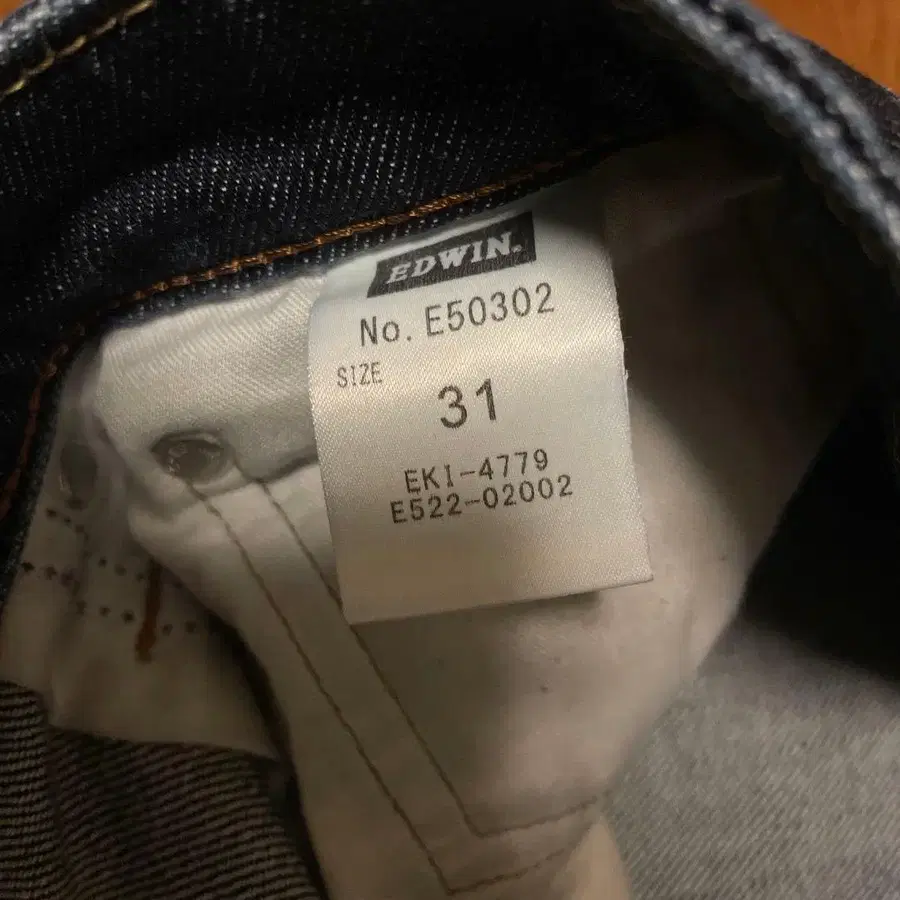 EDWIN®
No. E50302
SIZE
31
EKI-4779
E522-02002